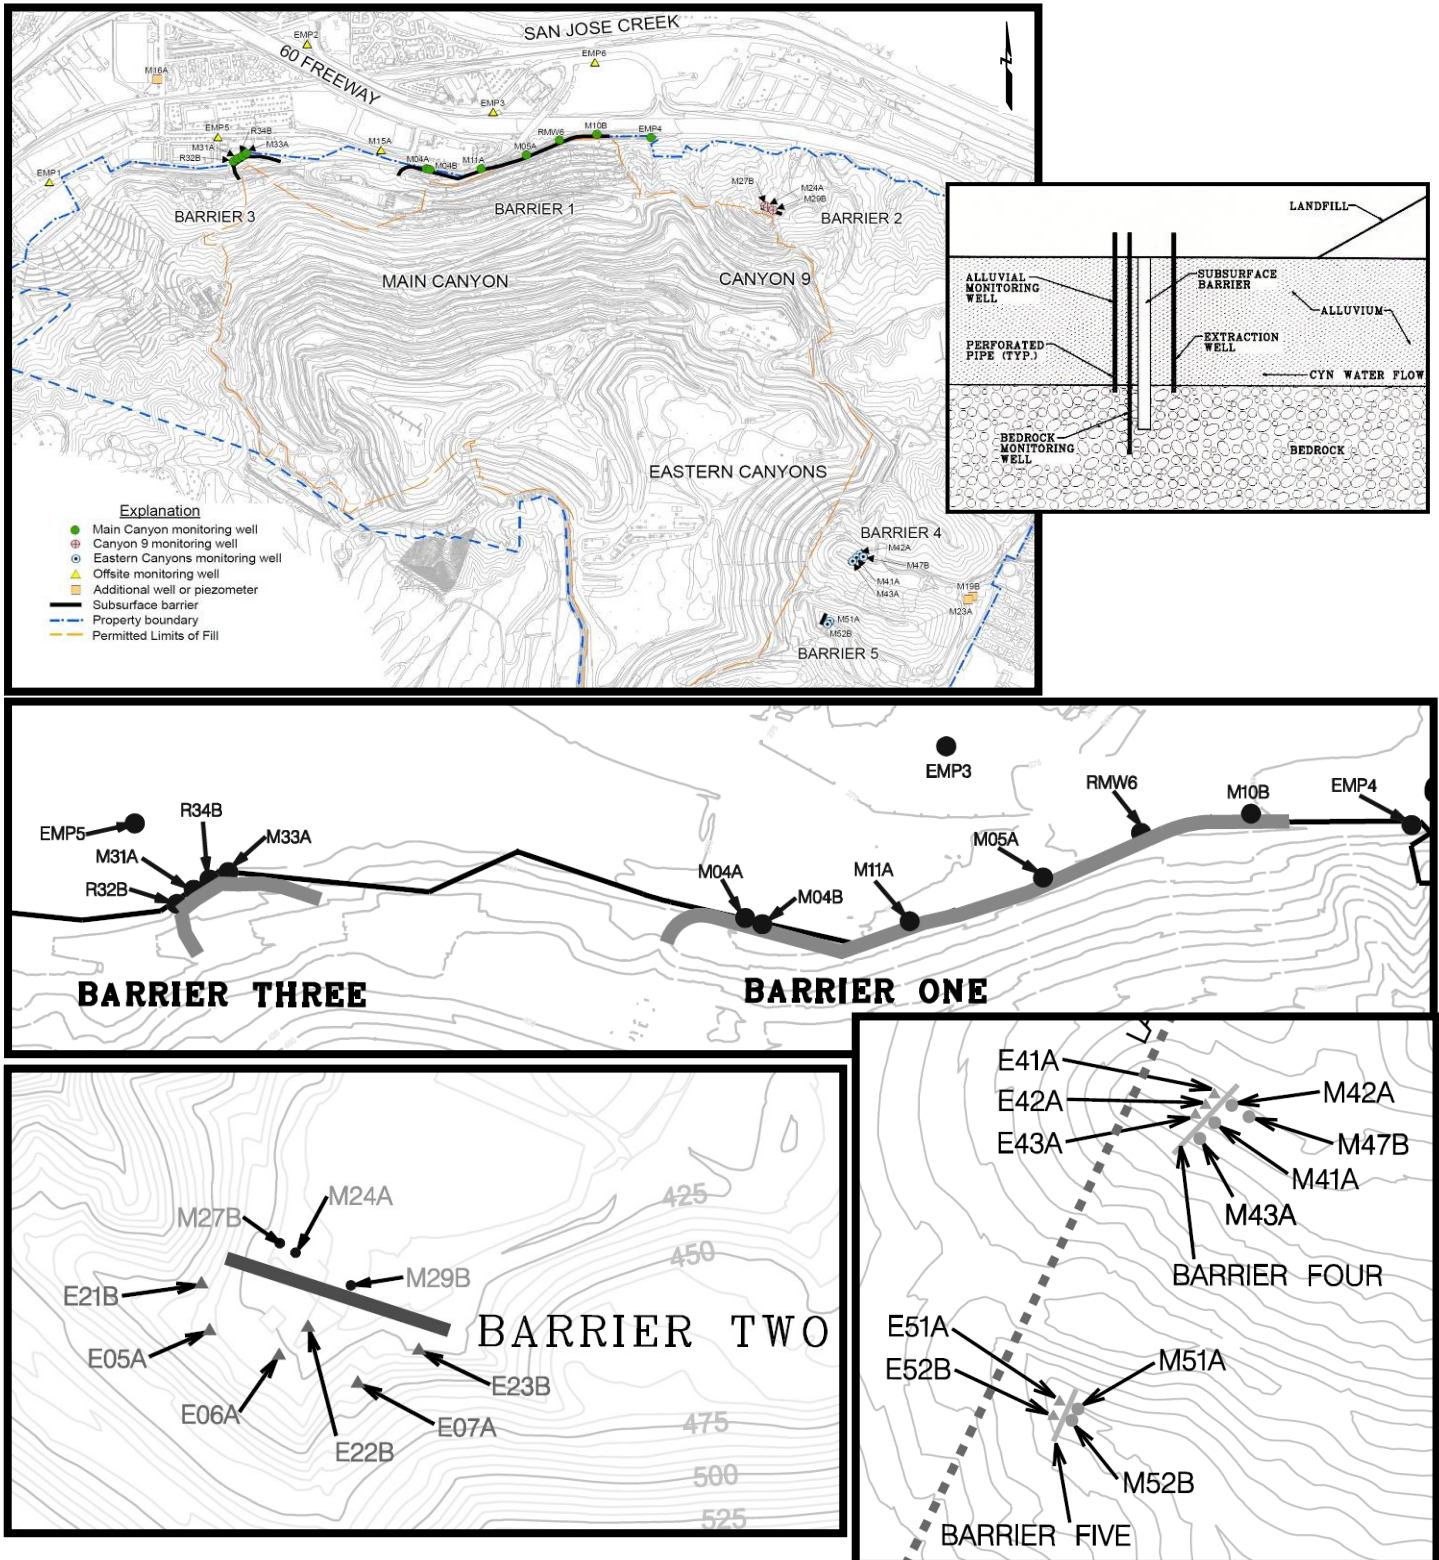 SAN JOSE CREEK
EMP2
60 FREEWAY
EMP6
M16A
EMP3
N
EMP5
R34B
M31A
M33A
R32B
M15A
RMW6
M10B
EMP4
M05A
M04A
M04B
M11A
EMP1
M27B
M24A
M29B
BARRIER 3
BARRIER 1
BARRIER 2
MAIN CANYON
CANYON 9
EASTERN CANYONS
BARRIER 4
M42A
M47B
M41A
M43A
M19B
M23A
M51A
M52B
BARRIER 5
Explanation
Main Canyon monitoring well
Canyon 9 monitoring well
Eastern Canyons monitoring well
Offsite monitoring well
Additional well or piezometer
Subsurface barrier
Property boundary
Permitted Limits of Fill
LANDFILL
ALLUVIAL
MONITORING
WELL
SUBSURFACE
BARRIER
ALLUVIUM
PERFORATED
PIPE (TYP.)
EXTRACTION
WELL
CYN WATER FLOW
BEDROCK
MONITORING
WELL
BEDROCK
EMP3
RMW6
M10B
EMP4
R34B
EMP5
M33A
M31A
R32B
M05A
M04A
M04B
M11A
BARRIER THREE
BARRIER ONE
M24A
M27B
425
450
E21B
M29B
BARRIER TWO
E05A
E23B
E06A
E07A
E22B
475
500
525
E41A
E42A
E43A
M42A
M47B
M41A
M43A
BARRIER FOUR
E51A
E52B
M51A
M52B
BARRIER FIVE